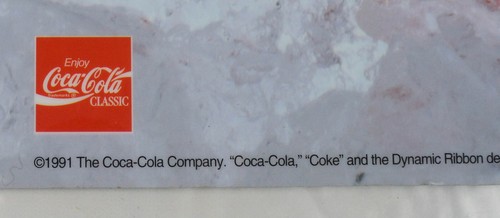 Enjoy
Coca-Cola
CLASSIC
©1991 The Coca-Cola Company. "Coca-Cola," "Coke" and the Dynamic Ribbon de